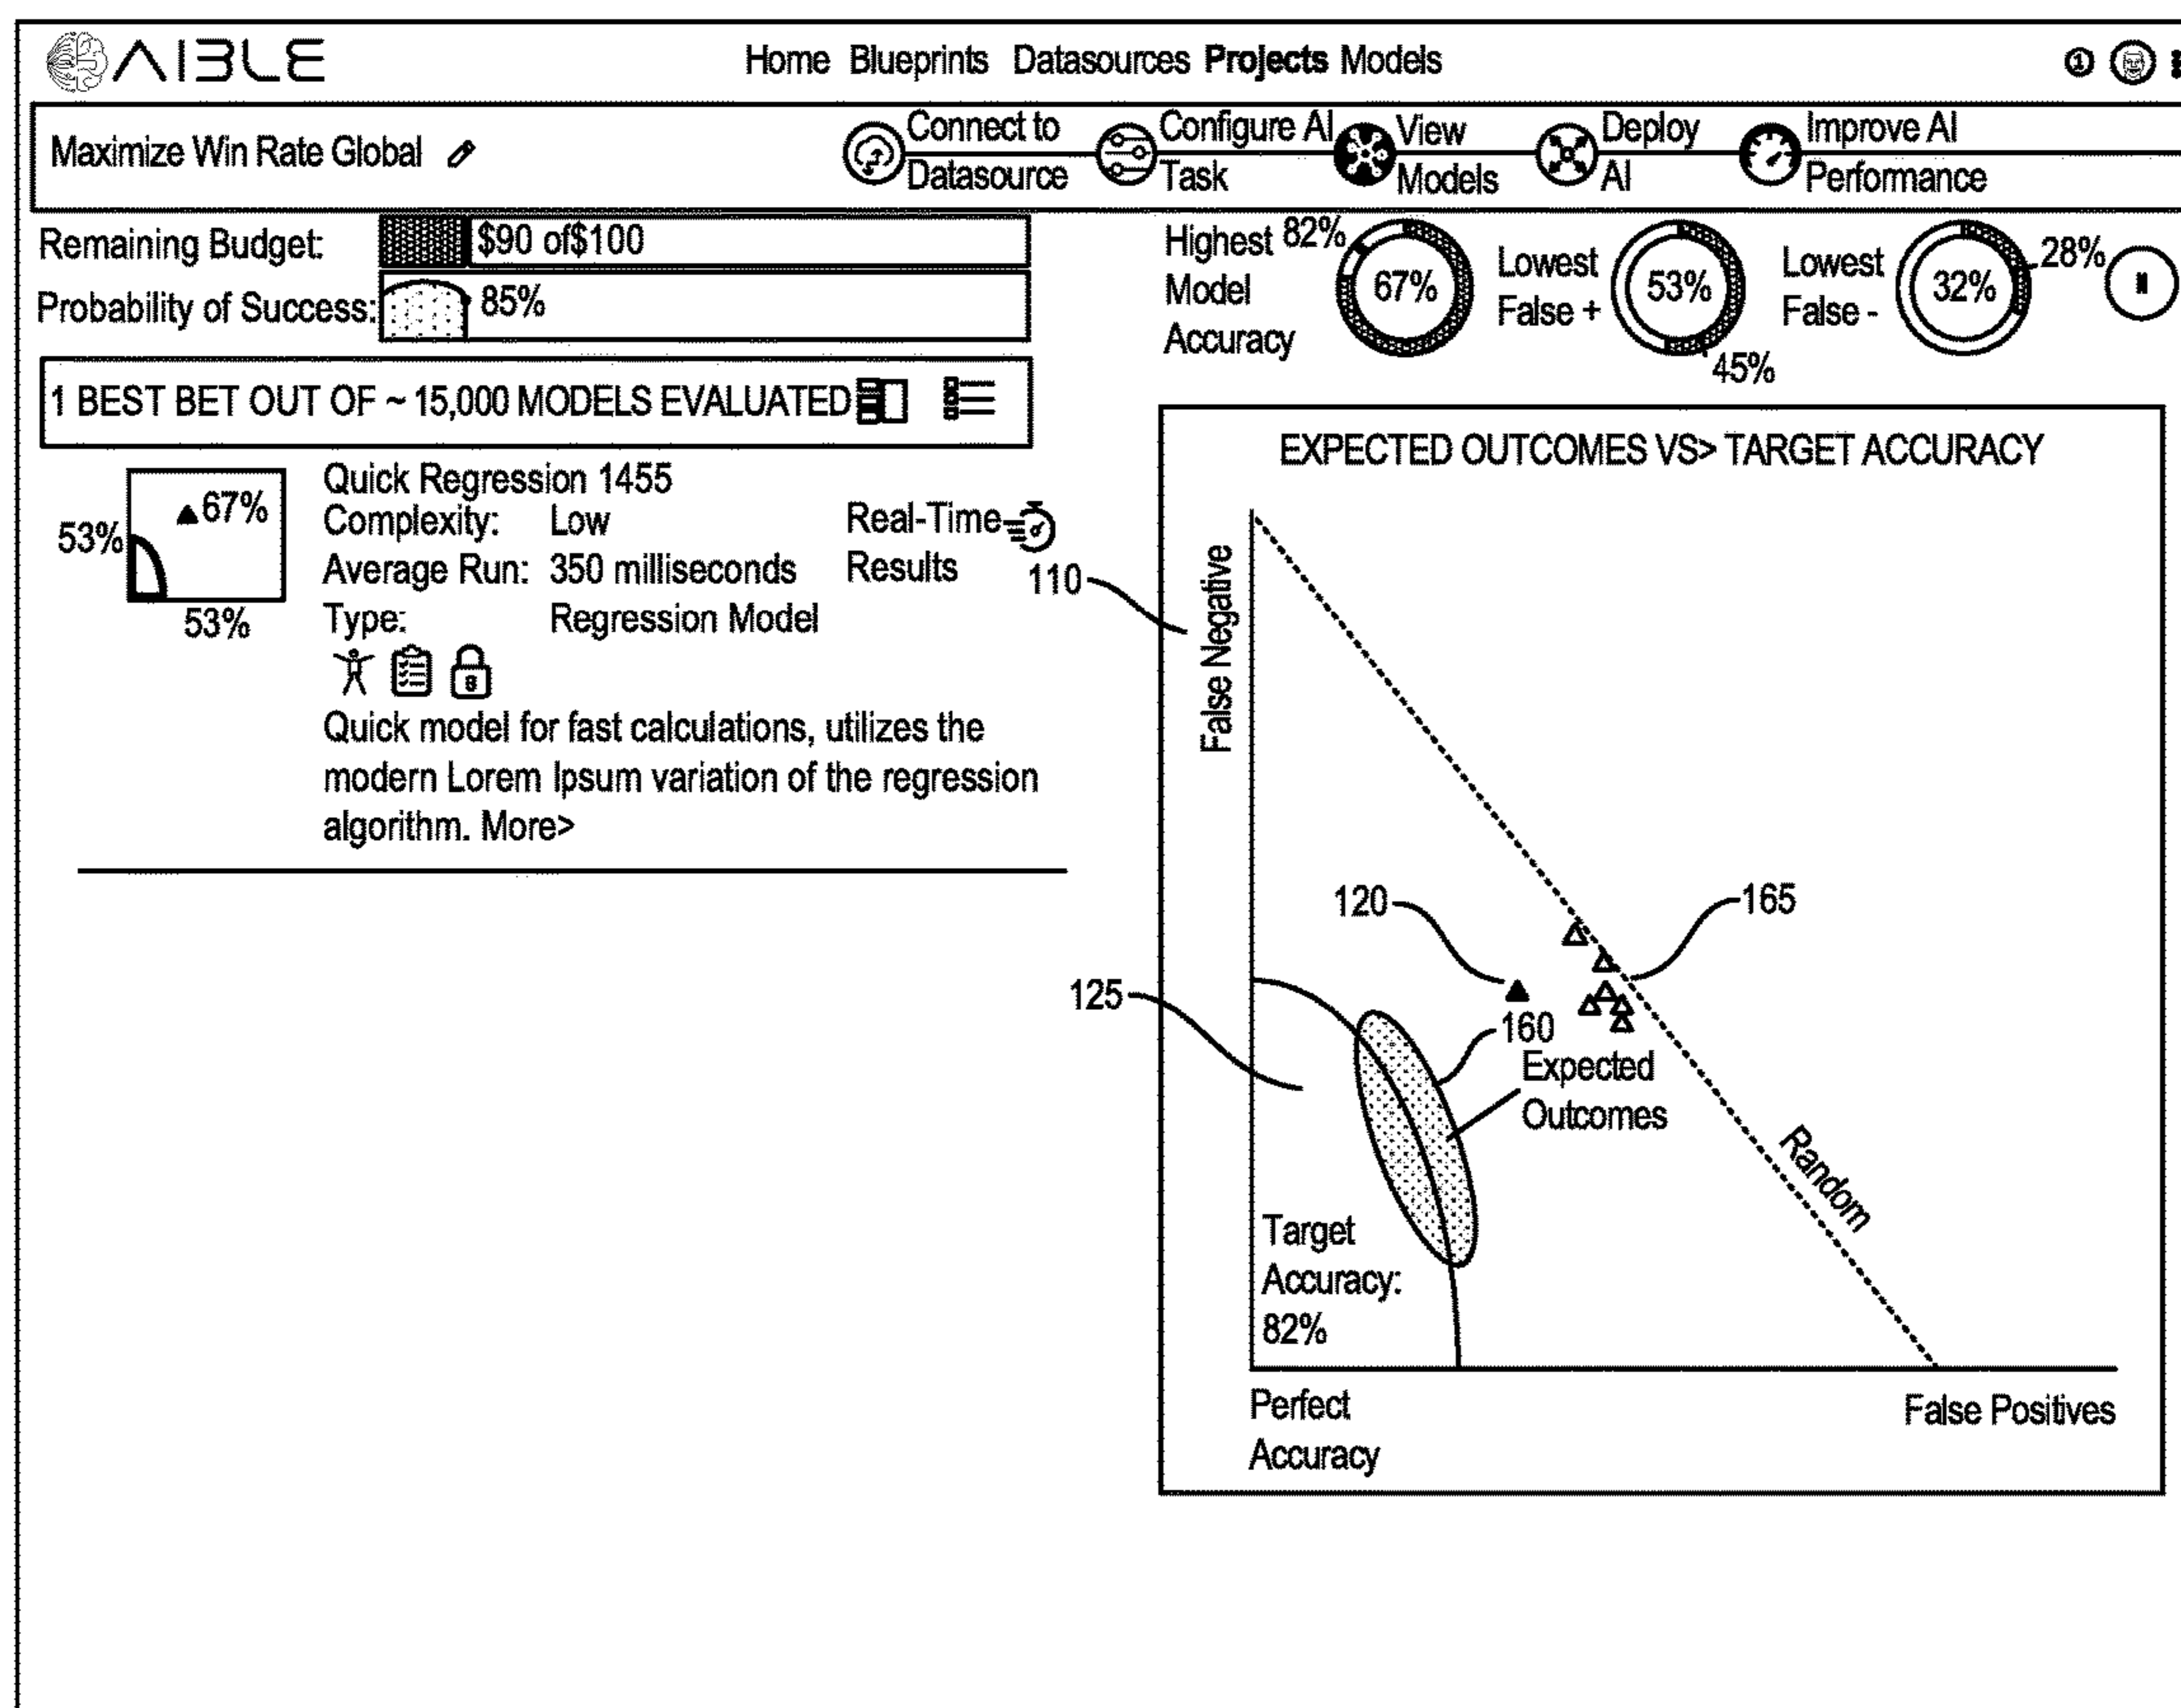 AIBLE
Home Blueprints Datasources Projects Models
1
Maximize Win Rate Global
Connect to
Datasource
Configure AI
Task
View
Models
Deploy
AI
Improve AI
Performance
Remaining Budget: $90 of$100
Probability of Success: 85%
Highest
Model
Accuracy
82%
67%
Lowest
False +
53%
45%
Lowest
False -
32%
28%
1 BEST BET OUT OF ~ 15,000 MODELS EVALUATED
67%
53%
53%
Quick Regression 1455
Complexity: Low
Average Run: 350 milliseconds
Type: Regression Model
Real-Time
Results
Quick model for fast calculations, utilizes the
modern Lorem Ipsum variation of the regression
algorithm. More>
EXPECTED OUTCOMES VS> TARGET ACCURACY
110
False Negative
120
165
125
160
Expected
Outcomes
Random
Target
Accuracy:
82%
Perfect
Accuracy
False Positives